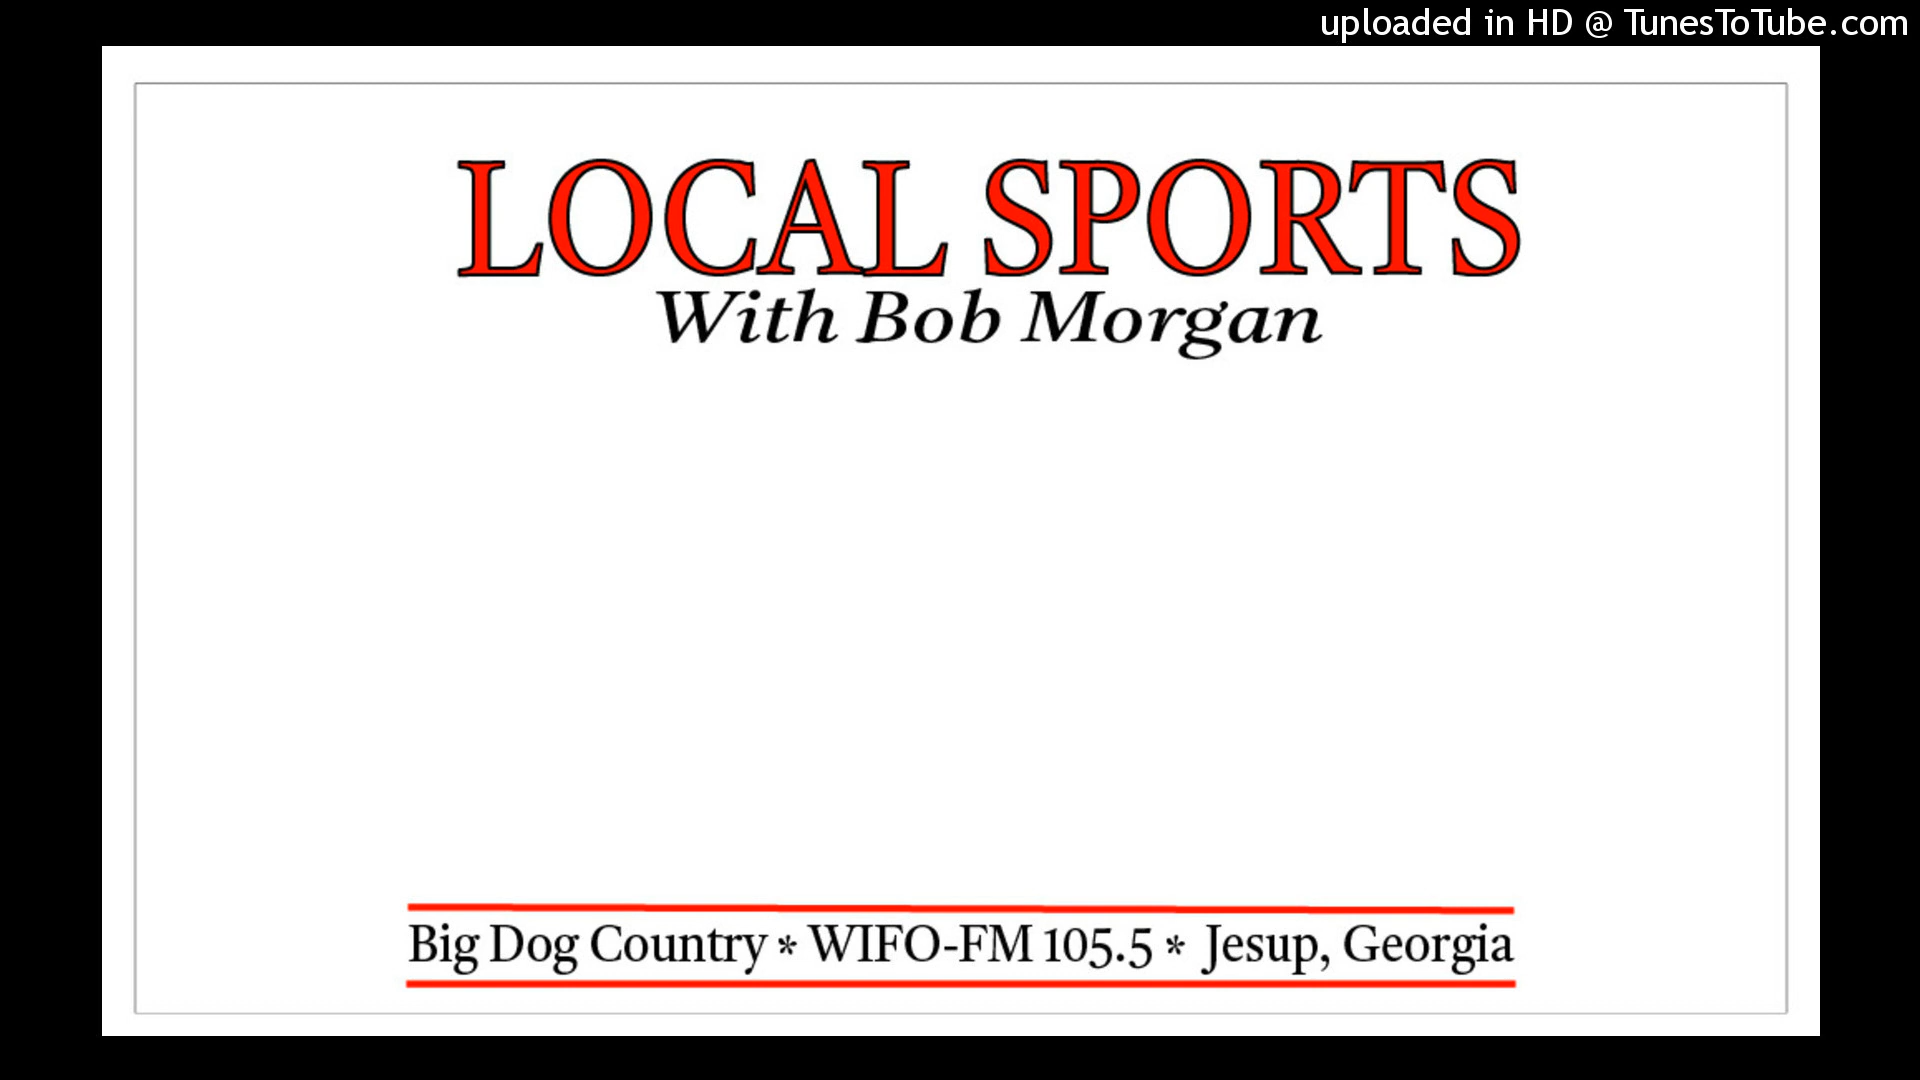 uploaded in HD @ TunesToTube.com
LOCAL SPORTS
With Bob Morgan
Big Dog Country * WIFO-FM 105.5 * Jesup, Georgia